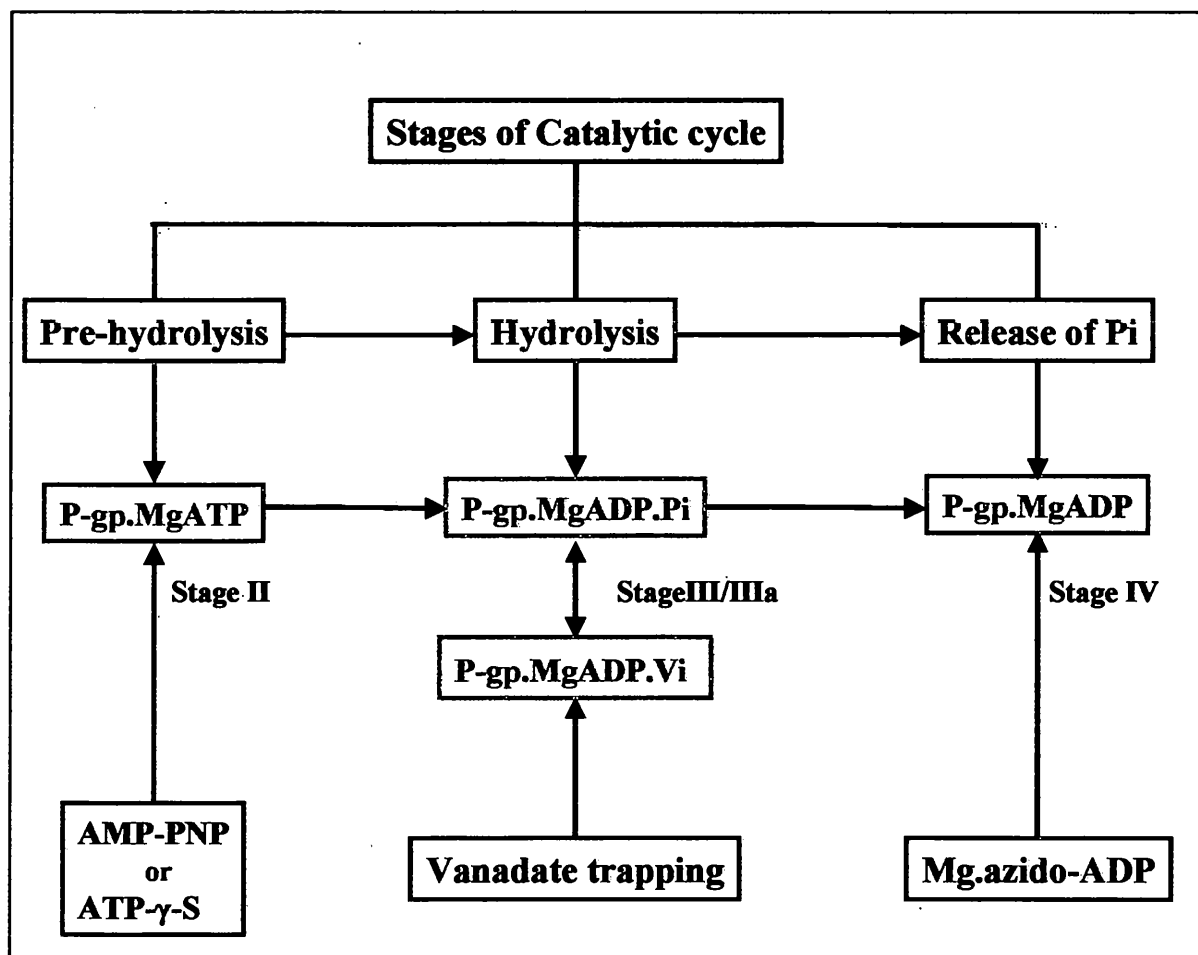 Stages of Catalytic cycle
Pre-hydrolysis
Hydrolysis
Release of Pi
P-gp.MgATP
P-gp.MgADP.Pi
P-gp.MgADP
Stage II
StageIII/IIIa
Stage IV
P-gp.MgADP.Vi
AMP-PNP
or
ATP-γ-S
Vanadate trapping
Mg.azido-ADP